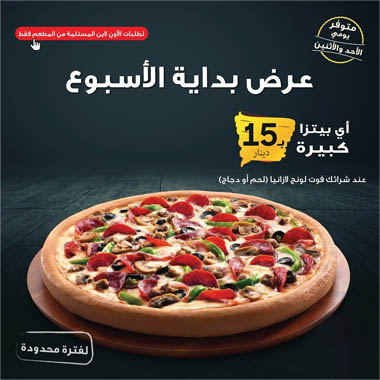 لطلبات الأون لاين المستلمة من المطعم فقط
متوفر
يومي
الأحد والأثنين
عرض بداية الأسبوع
أي بيتزا
كبيرة
بـ 15
دينار
عند شرائك فوت لونج لازانيا (لحم أو دجاج)
لفترة محدودة